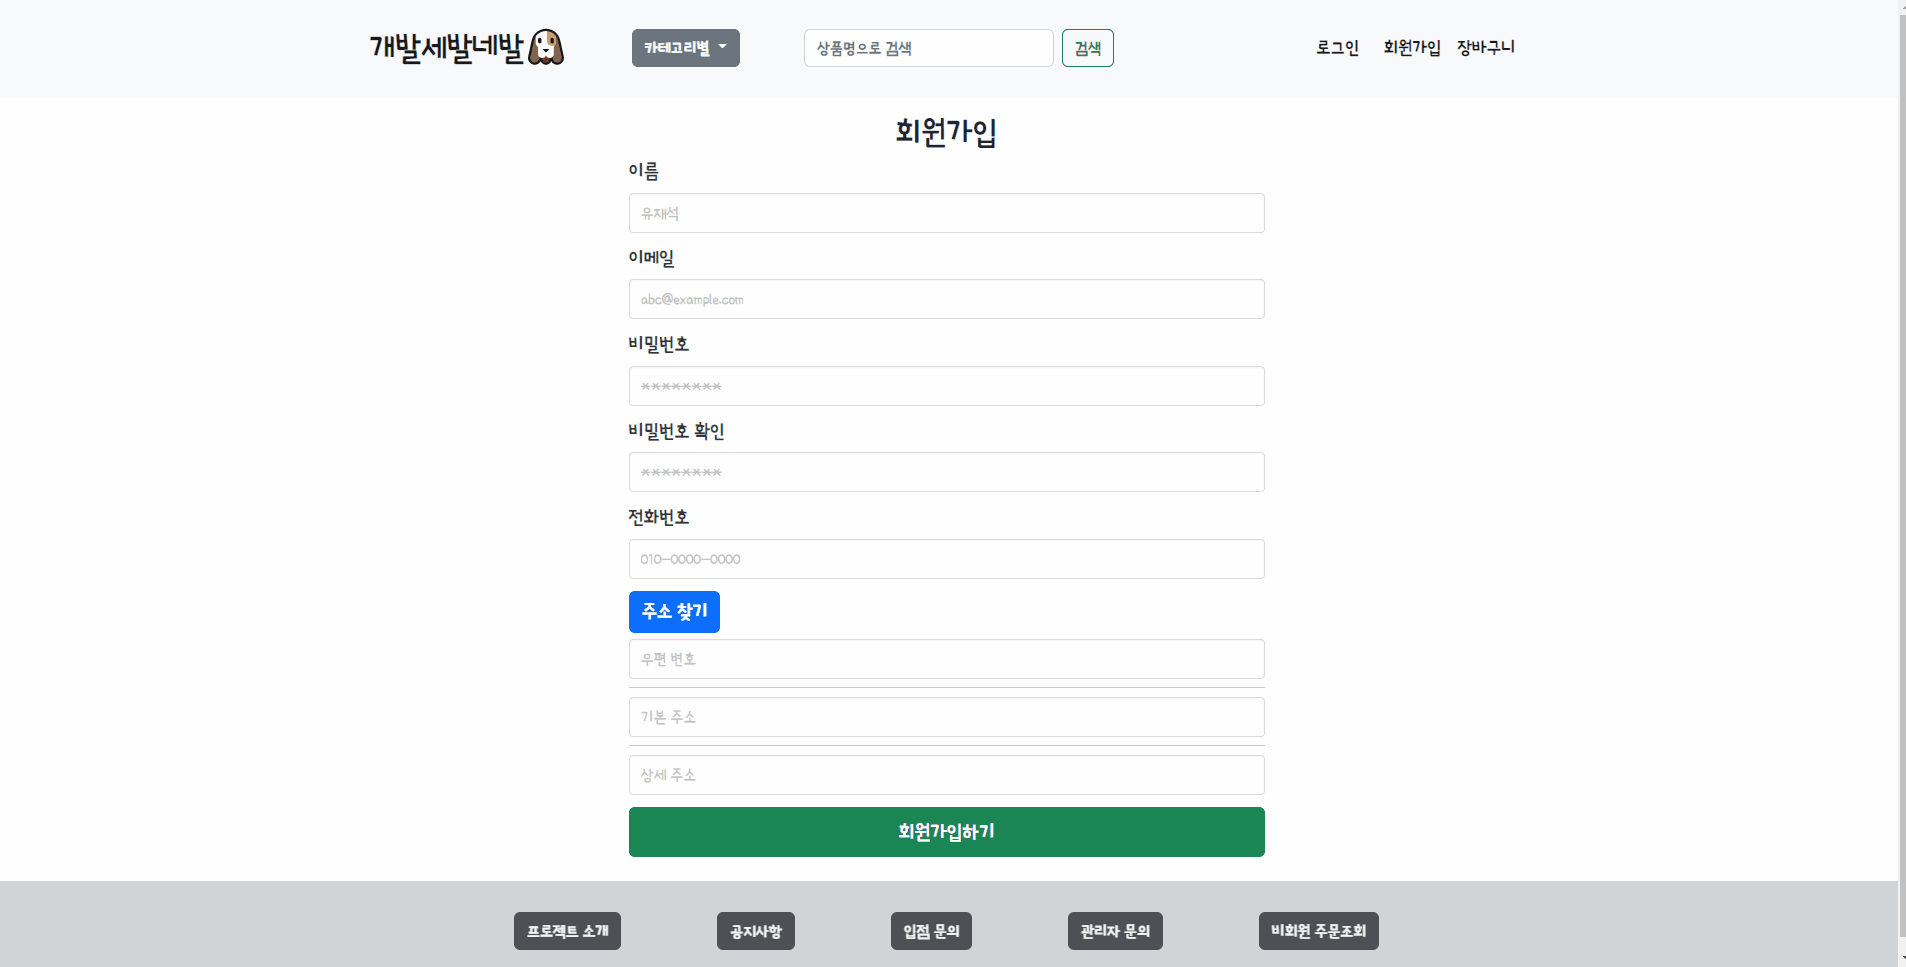 개발세발네발
카테고리별
상품명으로 검색
검색
로그인 회원가입 장바구니
회원가입
이름
유재석
이메일
abc@example.com
비밀번호
********
비밀번호 확인
********
전화번호
010-0000-0000
주소 찾기
우편 번호
기본 주소
상세 주소
회원가입하기
프로젝트 소개
공지사항
입점 문의
관리자 문의
비회원 주문조회